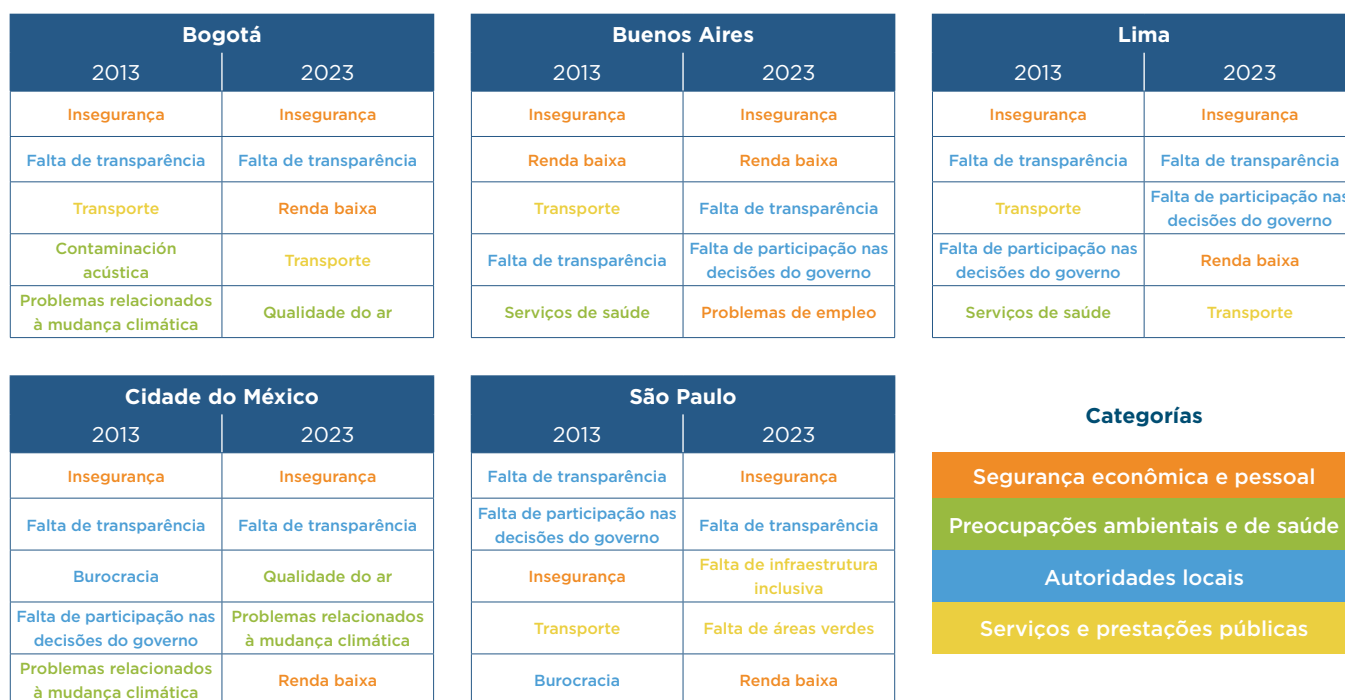 Bogotá
2013 2023
Insegurança Insegurança
Falta de transparência Falta de transparência
Transporte Renda baixa
Contaminación
acústica
Transporte
Problemas relacionados
à mudança climática
Qualidade do ar
Buenos Aires
2013 2023
Insegurança Insegurança
Renda baixa Renda baixa
Transporte Falta de transparência
Falta de transparência
Falta de participação nas
decisões do governo
Serviços de saúde Problemas de empleo
Lima
2013 2023
Insegurança Insegurança
Falta de transparência Falta de transparência
Transporte
Falta de participação nas
decisões do governo
Falta de participação nas
decisões do governo
Renda baixa
Serviços de saúde Transporte
Cidade do México
2013 2023
Insegurança Insegurança
Falta de transparência Falta de transparência
Burocracia Qualidade do ar
Falta de participação nas
decisões do governo
Problemas relacionados
à mudança climática
Problemas relacionados
à mudança climática
Renda baixa
São Paulo
2013 2023
Falta de transparência Insegurança
Falta de participação nas
decisões do governo
Falta de transparência
Insegurança
Falta de infraestrutura
inclusiva
Transporte Falta de áreas verdes
Burocracia Renda baixa
Categorías
Segurança econômica e pessoal
Preocupações ambientais e de saúde
Autoridades locais
Serviços e prestações públicas